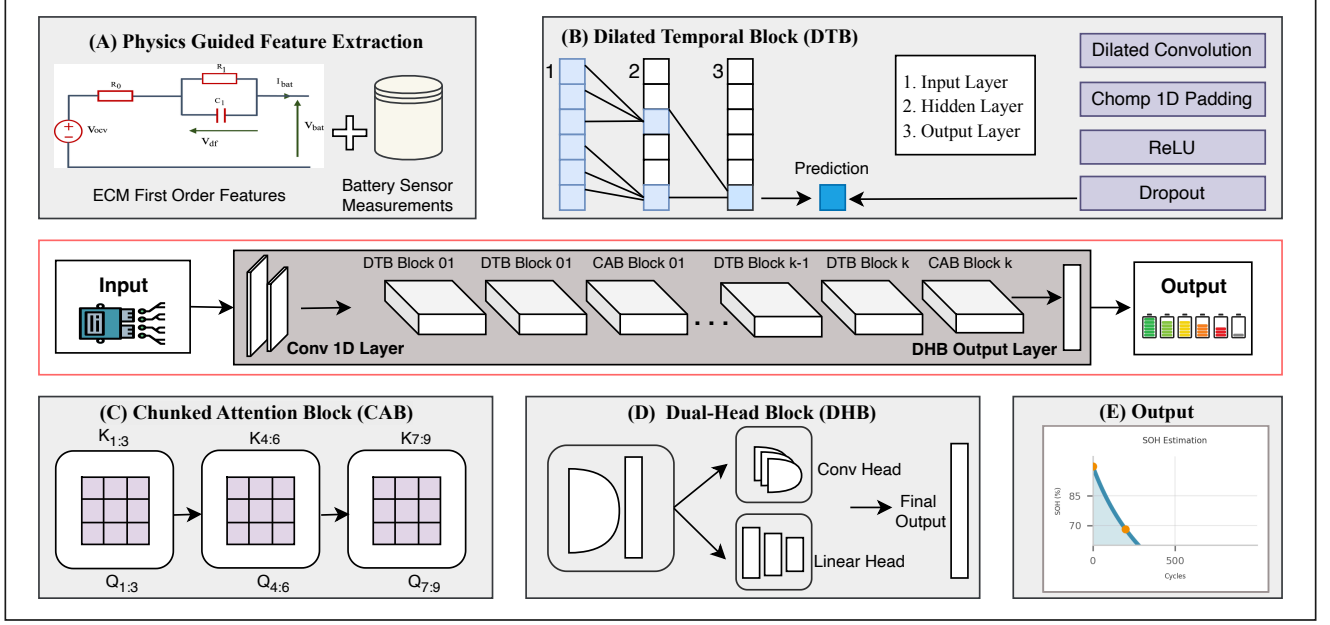 (A) Physics Guided Feature Extraction
R0
R1
C1
Ibat
Vocv
Vdf
Vbat
ECM First Order Features
Battery Sensor
Measurements
(B) Dilated Temporal Block (DTB)
1
2
3
1. Input Layer
2. Hidden Layer
3. Output Layer
Prediction
Dilated Convolution
Chomp 1D Padding
ReLU
Dropout
Input
Conv 1D Layer
DTB Block 01
DTB Block 01
CAB Block 01
. . .
DTB Block k-1
DTB Block k
CAB Block k
DHB Output Layer
Output
(C) Chunked Attention Block (CAB)
K1:3
K4:6
K7:9
Q1:3
Q4:6
Q7:9
(D) Dual-Head Block (DHB)
Conv Head
Linear Head
Final
Output
(E) Output
SOH Estimation
SOH (%)
85
70
0
500
Cycles